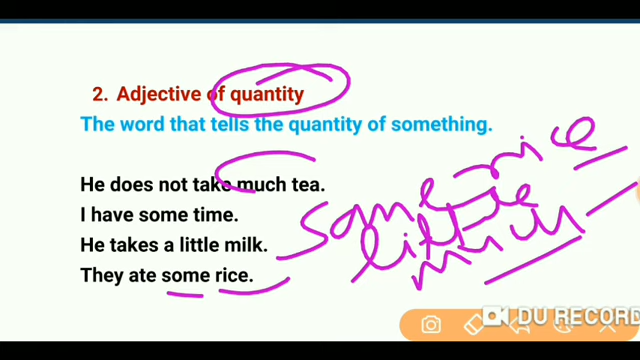 2. Adjective of quantity
The word that tells the quantity of something.
He does not take much tea.
I have some time.
He takes a little milk.
They ate some rice.
some rice
little
much
DU RECORD